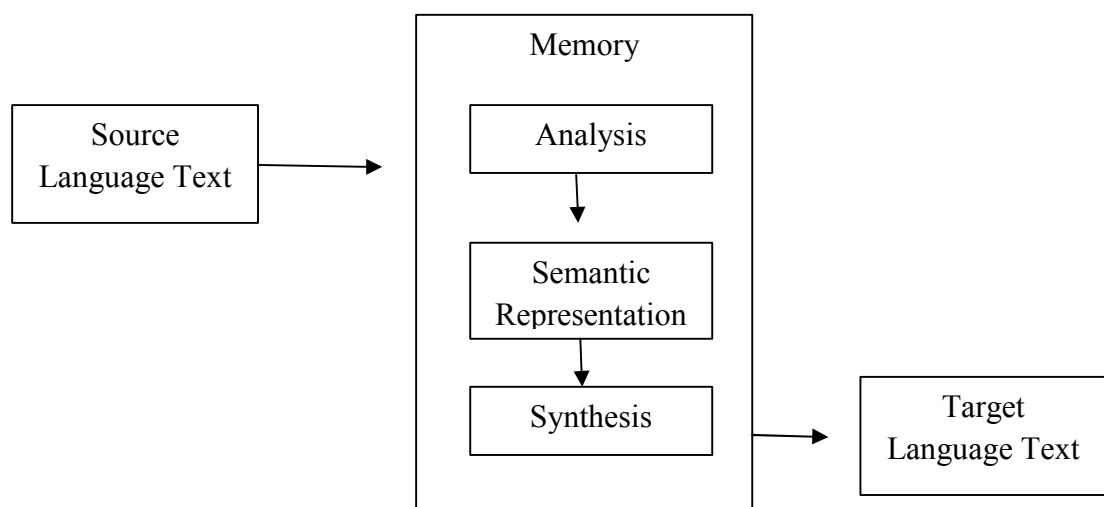 Memory
Source
Language Text
Analysis
Semantic
Representation
Synthesis
Target
Language Text